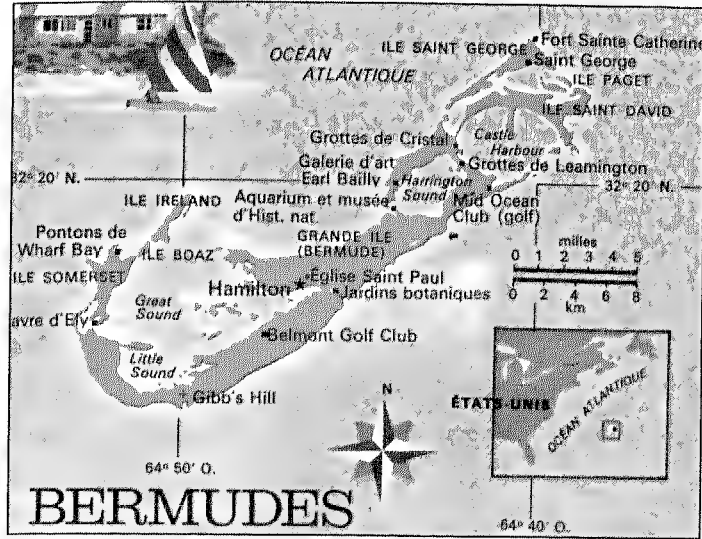 OCÉAN
ATLANTIQUE
ILE SAINT GEORGE
Fort Sainte Catherine
Saint George
ILE PAGET
ILE SAINT DAVID
Grottes de Cristal
Castle
Harbour
Galerie d'art
Earl Bailly
Grottes de Leamington
32° 20' N.
Harrington
Sound
32° 20' N.
ILE IRELAND
Aquarium et musée
d'Hist. nat.
Mid Ocean
Club (golf)
Pontons de
Wharf Bay
ILE BOAZ
GRANDE ILE
(BERMUDE)
milles
0 1 2 3 4 5
0 2 4 6 8
km
ILE SOMERSET
Église Saint Paul
Hamilton
Jardins botaniques
Great
Sound
avre d'Ely
Belmont Golf Club
Little
Sound
Gibb's Hill
N
ÉTATS-UNIS
OCÉAN ATLANTIQUE
64° 50' O.
64° 40' O.
BERMUDES